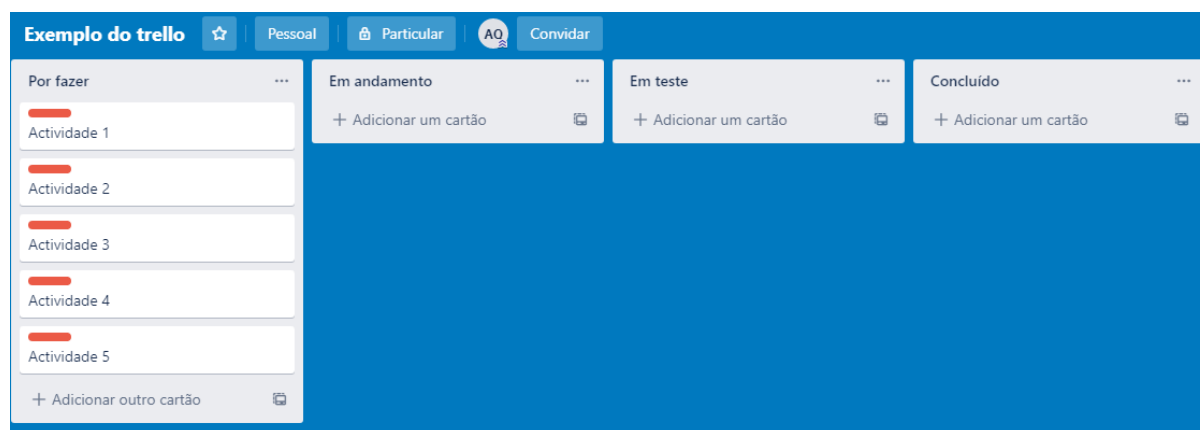 Exemplo do trello Pessoal Particular AQ Convidar
Por fazer ...
Actividade 1
Actividade 2
Actividade 3
Actividade 4
Actividade 5
+ Adicionar outro cartão
Em andamento ...
+ Adicionar um cartão
Em teste ...
+ Adicionar um cartão
Concluído ...
+ Adicionar um cartão